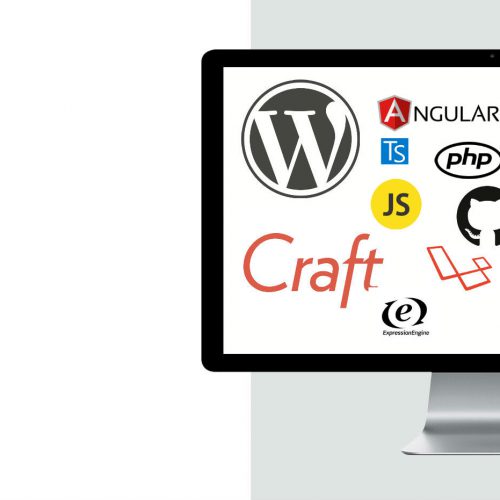 W
ANGULAR
TS
php
JS
Craft
e
ExpressionEngine